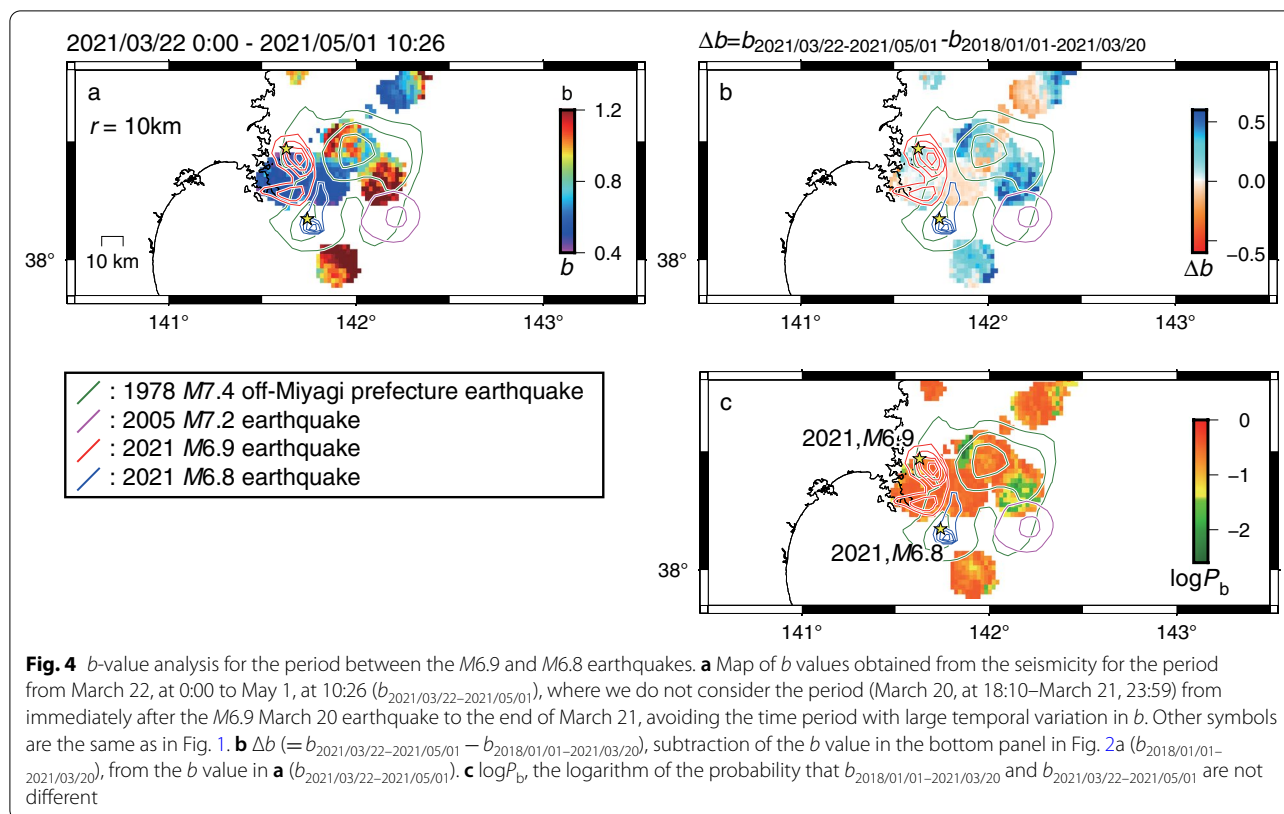 2021/03/22 0:00 - 2021/05/01 10:26
a
r = 10km
b
1.2
0.8
0.4
b
10 km
38°
141°
142°
143°
Δb=b2021/03/22-2021/05/01-b2018/01/01-2021/03/20
b
0.5
0.0
−0.5
Δb
141°
142°
143°
: 1978 M7.4 off-Miyagi prefecture earthquake
: 2005 M7.2 earthquake
: 2021 M6.9 earthquake
: 2021 M6.8 earthquake
c
2021,M6.9
2021,M6.8
0
−1
−2
logPb
38°
141°
142°
143°
Fig. 4 b-value analysis for the period between the M6.9 and M6.8 earthquakes. a Map of b values obtained from the seismicity for the period
from March 22, at 0:00 to May 1, at 10:26 (b2021/03/22–2021/05/01), where we do not consider the period (March 20, at 18:10–March 21, 23:59) from
immediately after the M6.9 March 20 earthquake to the end of March 21, avoiding the time period with large temporal variation in b. Other symbols
are the same as in Fig. 1. b Δb (= b2021/03/22–2021/05/01 − b2018/01/01–2021/03/20), subtraction of the b value in the bottom panel in Fig. 2a (b2018/01/01–
2021/03/20), from the b value in a (b2021/03/22–2021/05/01). c logPb, the logarithm of the probability that b2018/01/01–2021/03/20 and b2021/03/22–2021/05/01 are not
different